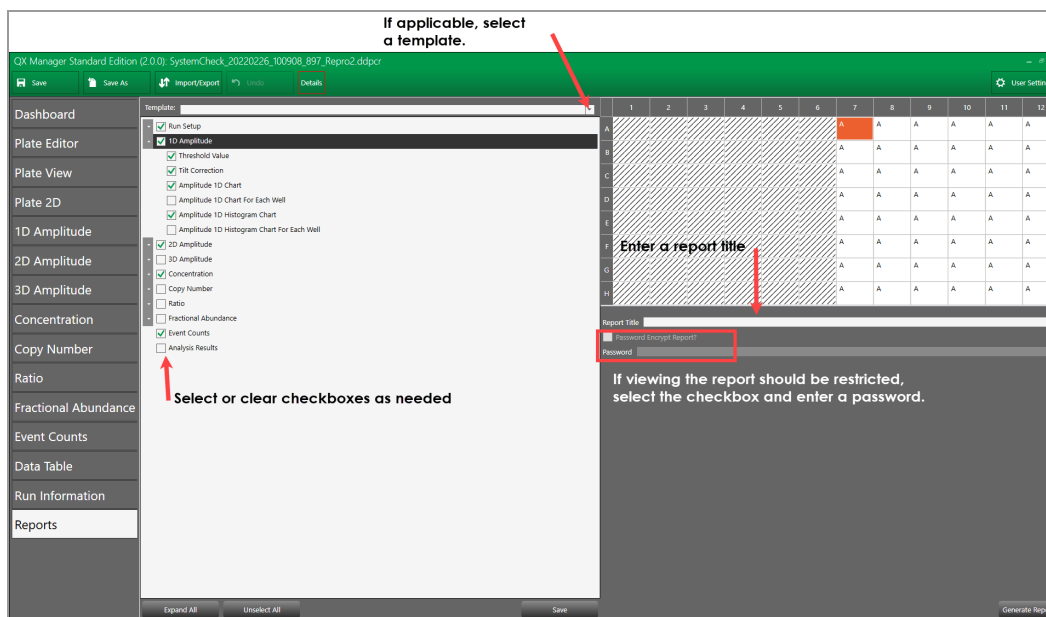 If applicable, select
a template.
QX Manager Standard Edition (2.0.0): SystemCheck_20220226_100908_897_Repro2.ddpcr
Save
Save As
Import/Export
Undo
Details
User Settin
Dashboard
Plate Editor
Plate View
Plate 2D
1D Amplitude
2D Amplitude
3D Amplitude
Concentration
Copy Number
Ratio
Fractional Abundance
Event Counts
Data Table
Run Information
Reports
Template:
Run Setup
1D Amplitude
Threshold Value
Tilt Correction
Amplitude 1D Chart
Amplitude 1D Chart For Each Well
Amplitude 1D Histogram Chart
Amplitude 1D Histogram Chart For Each Well
2D Amplitude
3D Amplitude
Concentration
Copy Number
Ratio
Fractional Abundance
Event Counts
Analysis Results
Select or clear checkboxes as needed
Expand All
Unselect All
Save
1 2 3 4 5 6 7 8 9 10 11 12
A A A A A A A
B A A A A A A
C A A A A A A
D A A A A A A
E A A A A A A
F A A A A A A
G A A A A A A
H A A A A A A
Enter a report title
Report Title
Password Encrypt Report?
Password
If viewing the report should be restricted,
select the checkbox and enter a password.
Generate Repo